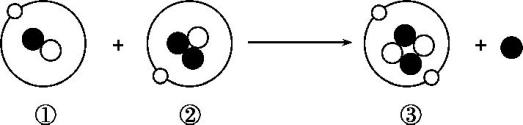 + +
① ② ③